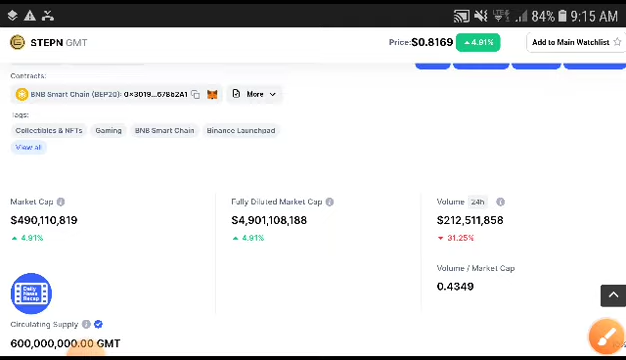 84% 9:15 AM
STEPN GMT
Price:$0.8169 4.91% Add to Main Watchlist
Contracts:
BNB Smart Chain (BEP20): 0x3019...67882A1 More
Tags:
Collectibles & NFTs Gaming BNB Smart Chain Binance Launchpad
View all
Market Cap Fully Diluted Market Cap Volume 24h
$490,110,819 $4,901,108,188 $212,511,858
4.91% 4.91% 31.25%
Volume / Market Cap
0.4349
Daily
News
Recap
Circulating Supply
600,000,000.00 GMT